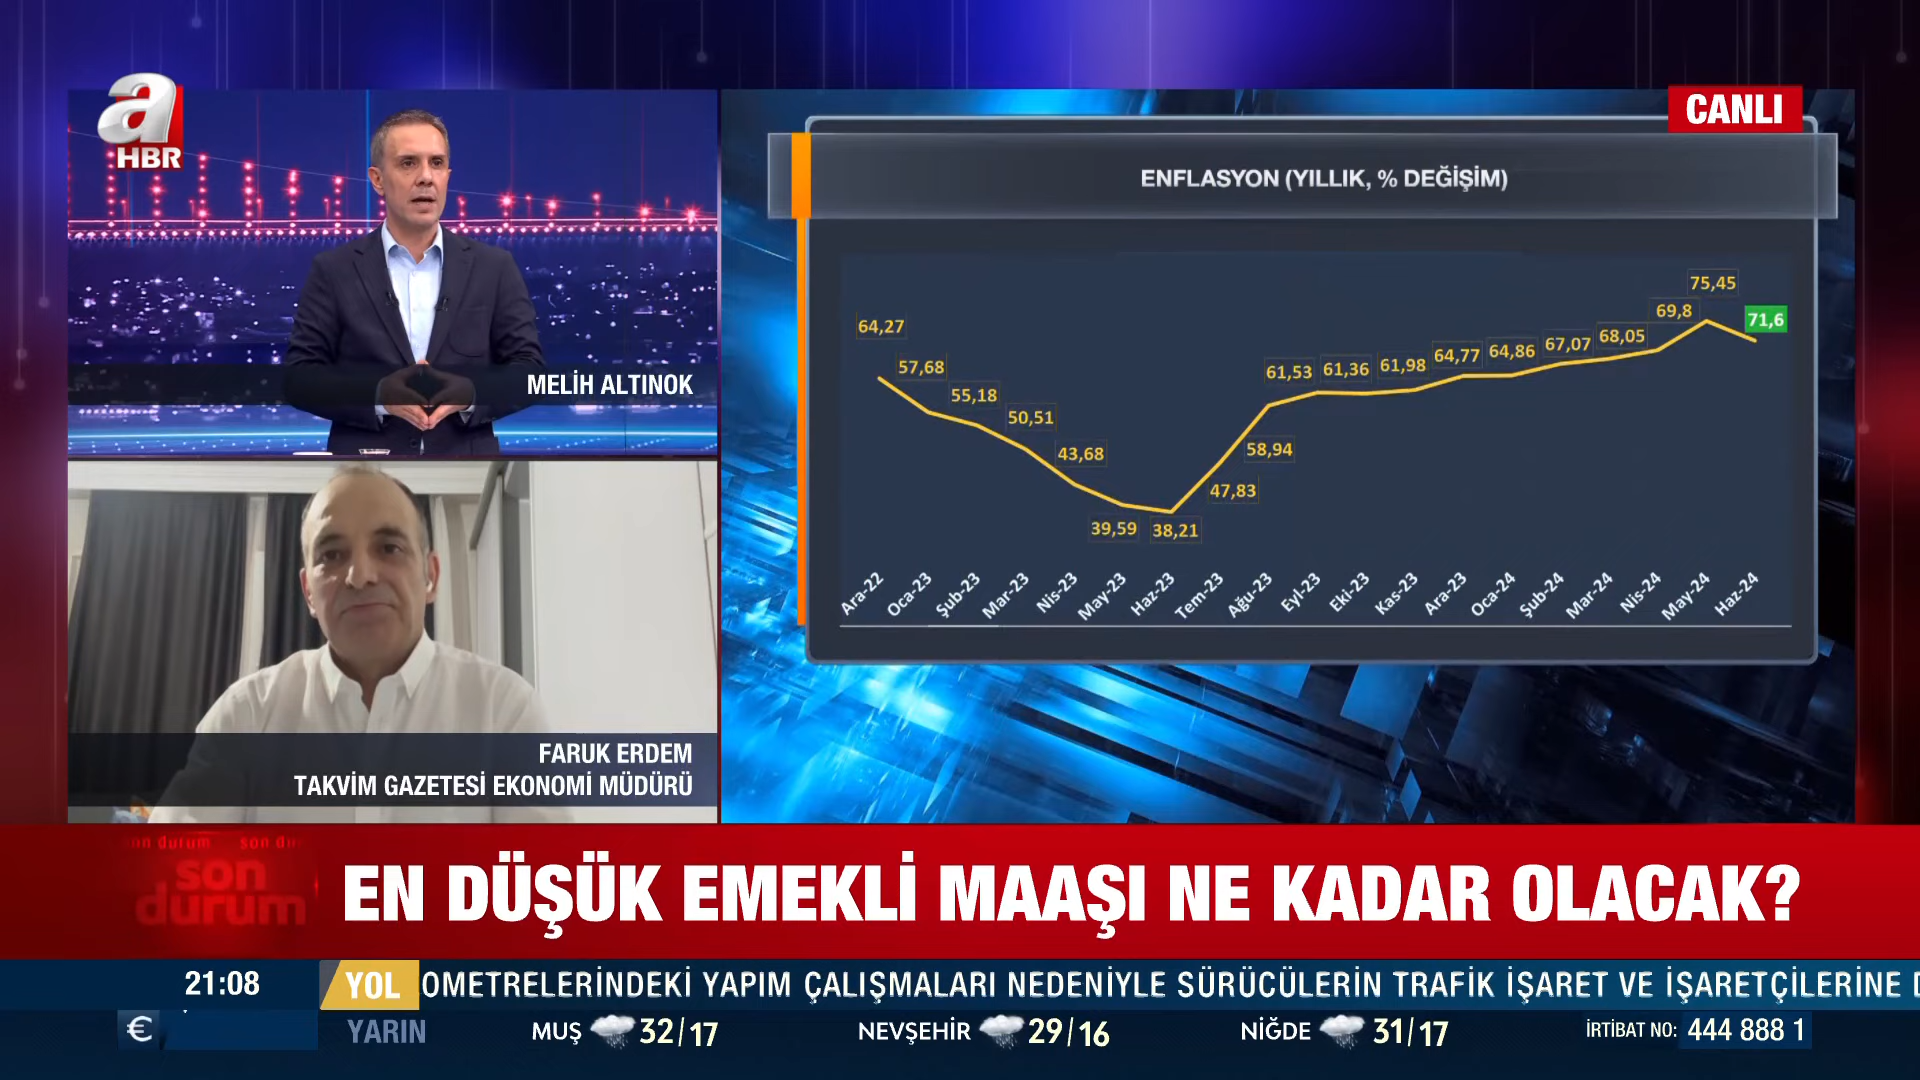 a
HBR
CANLI
ENFLASYON (YILLIK, % DEĞİŞİM)
64,27
57,68
55,18
50,51
43,68
39,59
38,21
47,83
58,94
61,53
61,36
61,98
64,77
64,86
67,07
68,05
69,8
75,45
71,6
Ara-22
Oca-23
Şub-23
Mar-23
Nis-23
May-23
Haz-23
Tem-23
Ağu-23
Eyl-23
Eki-23
Kas-23
Ara-23
Oca-24
Şub-24
Mar-24
Nis-24
May-24
Haz-24
MELİH ALTINOK
FARUK ERDEM
TAKVİM GAZETESİ EKONOMİ MÜDÜRÜ
son durum son du
son
durum
EN DÜŞÜK EMEKLİ MAAŞI NE KADAR OLACAK?
21:08 YOL OMETRELERİNDEKİ YAPIM ÇALIŞMALARI NEDENİYLE SÜRÜCÜLERİN TRAFİK İŞARET VE İŞARETÇİLERİNE D
€ YARIN MUŞ 32/17 NEVŞEHİR 29/16 NİĞDE 31/17 İRTİBAT NO: 444 888 1